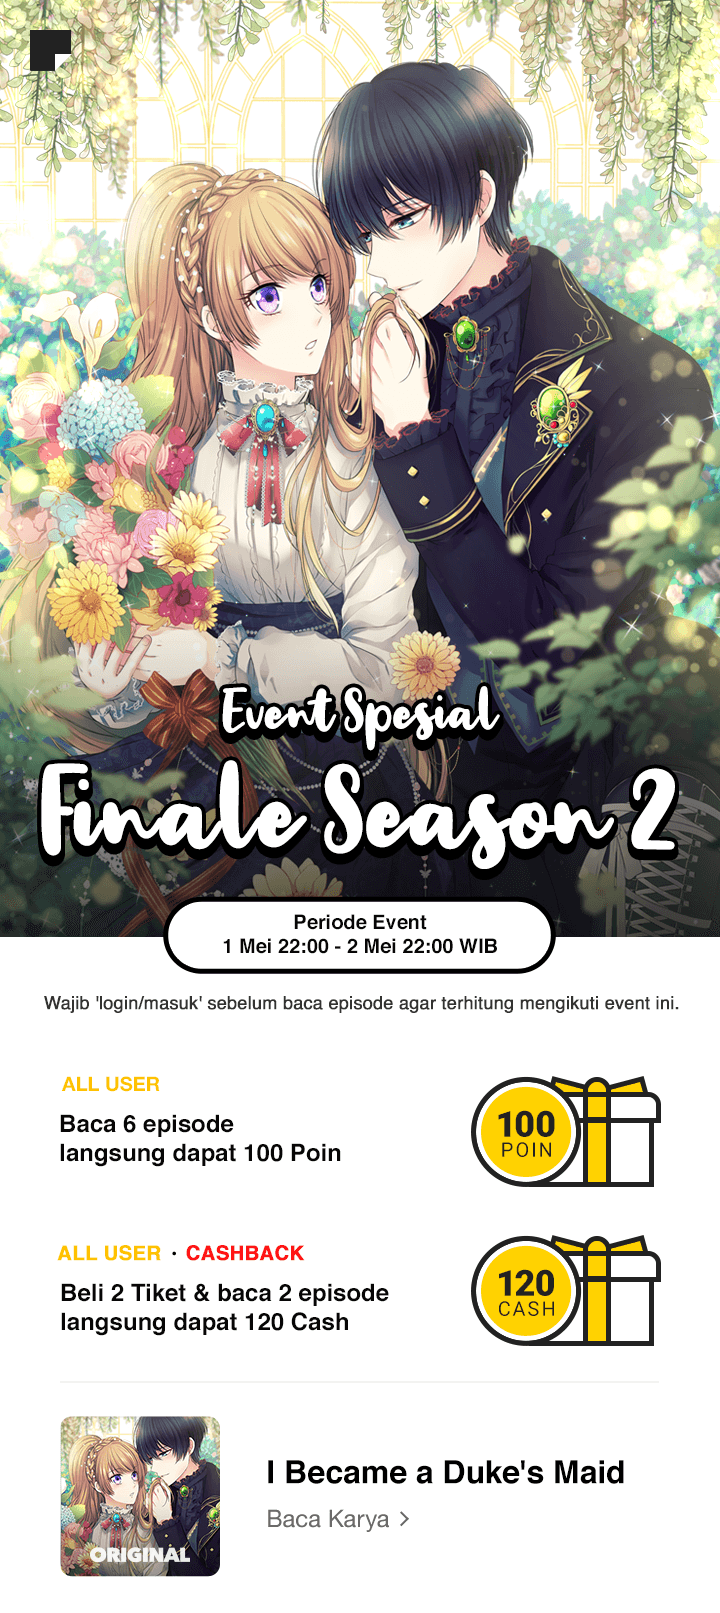 Event Spesial
Finale Season 2
Periode Event
1 Mei 22:00 - 2 Mei 22:00 WIB
Wajib 'login/masuk' sebelum baca episode agar terhitung mengikuti event ini.
ALL USER
Baca 6 episode
langsung dapat 100 Poin
100
POIN
ALL USER · CASHBACK
Beli 2 Tiket & baca 2 episode
langsung dapat 120 Cash
120
CASH
ORIGINAL
I Became a Duke's Maid
Baca Karya >